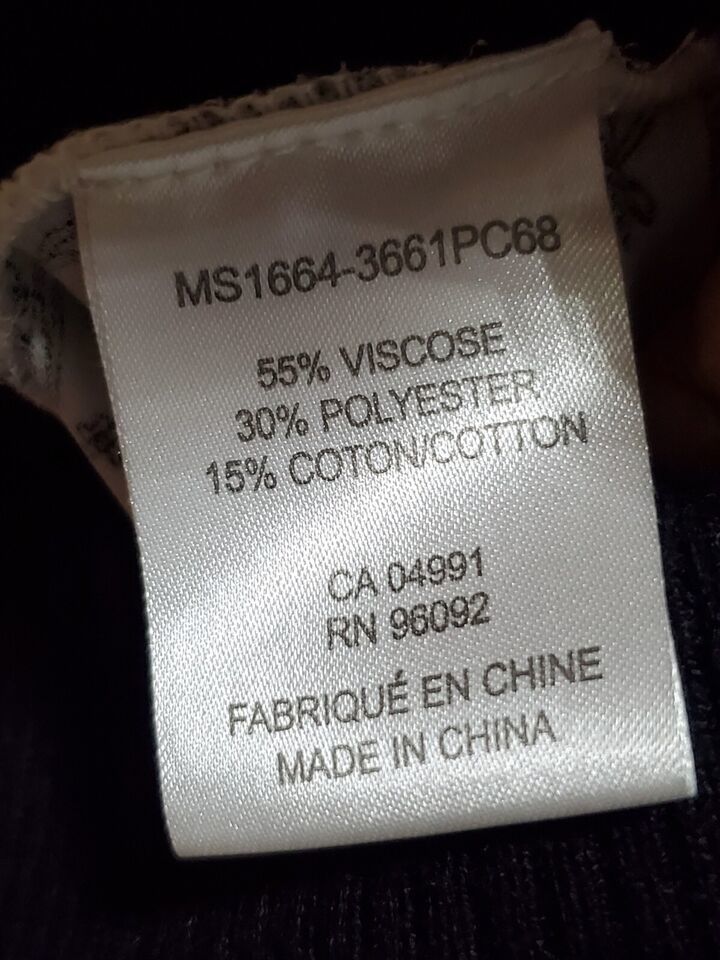 MS1664-3661PC68
55% VISCOSE
30% POLYESTER
15% COTON/COTTON
CA 04991
RN 96092
FABRIQUÉ EN CHINE
MADE IN CHINA